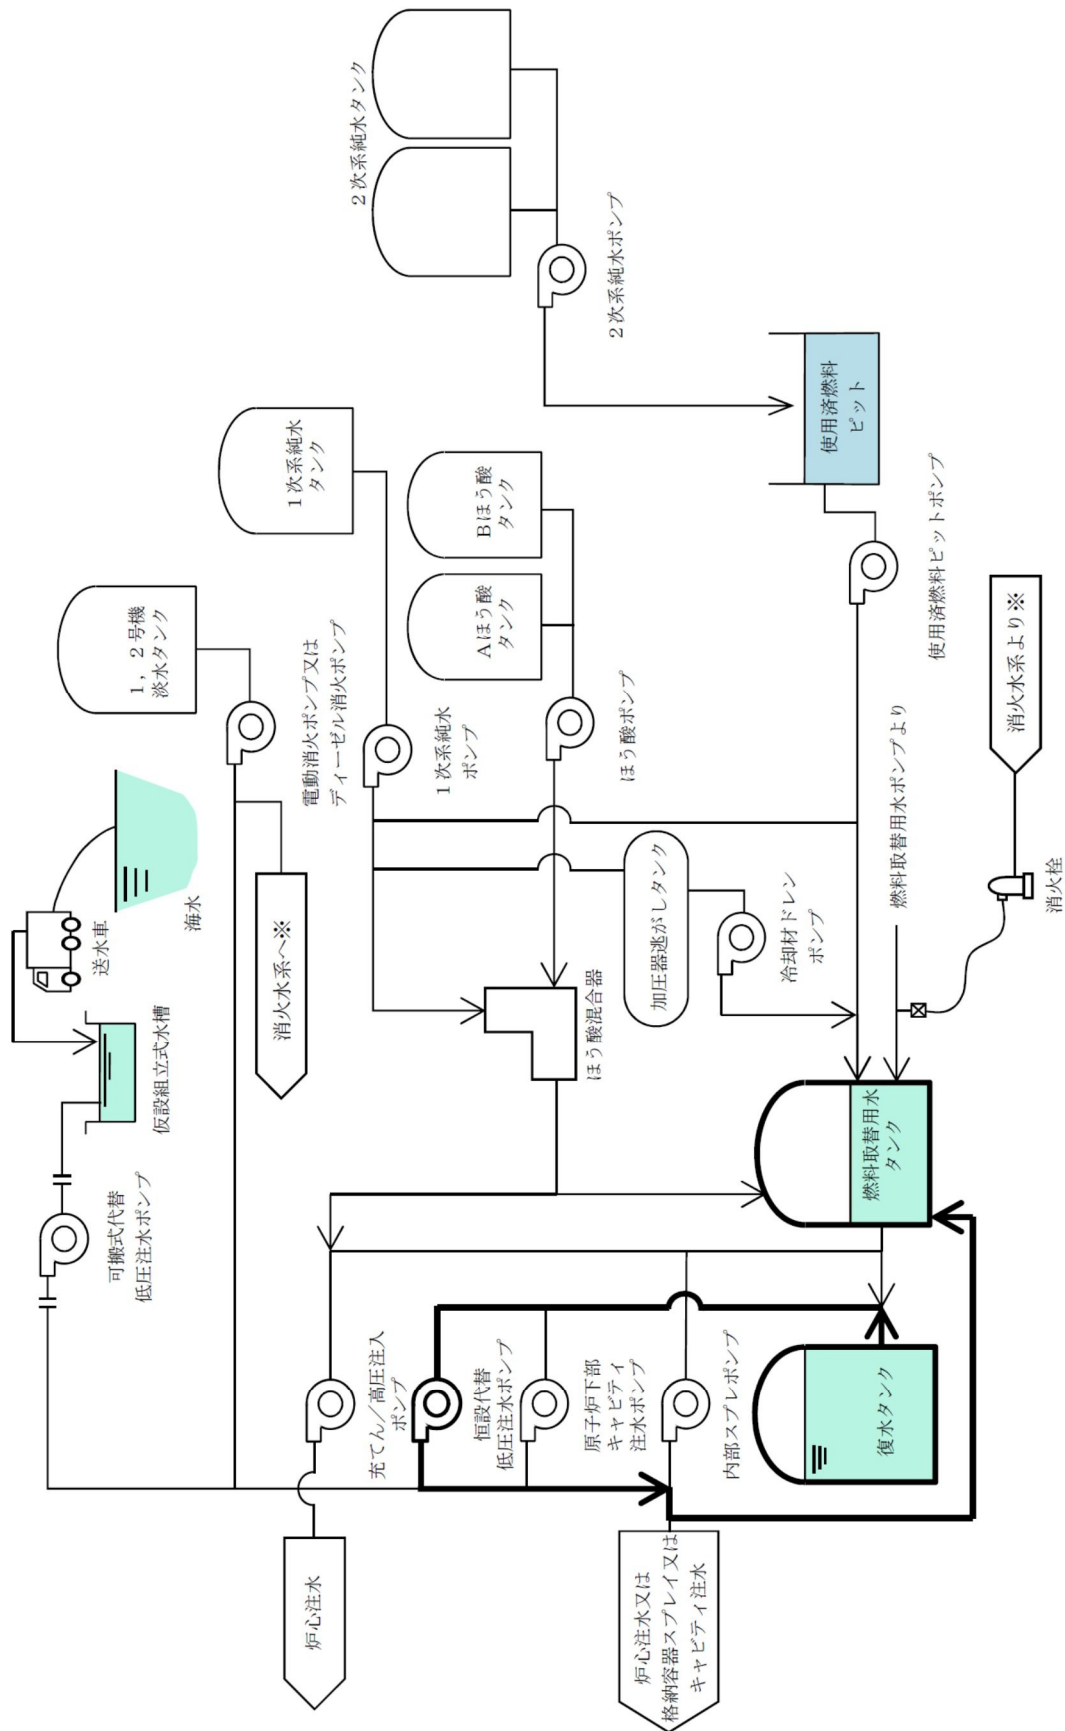 ２次系純水タンク
２次系純水ポンプ
１次系純水
タンク
Ａほう酸
タンク
Ｂほう酸
タンク
使用済燃料
ピット
使用済燃料ピットポンプ
１，２号機
淡水タンク
電動消火ポンプ又は
ディーゼル消火ポンプ
１次系純水
ポンプ
ほう酸ポンプ
海水
送水車
仮設組立式水槽
消火水系へ※
加圧器逃がしタンク
冷却材ドレン
ポンプ
燃料取替用水ポンプより
消火水系より※
消火栓
ほう酸混合器
燃料取替用水
タンク
可搬式代替
低圧注水ポンプ
充てん／高圧注入
ポンプ
恒設代替
低圧注水ポンプ
原子炉下部
キャビティ
注水ポンプ
内部スプレポンプ
復水タンク
炉心注水
炉心注水又は
格納容器スプレイ又は
キャビティ注水